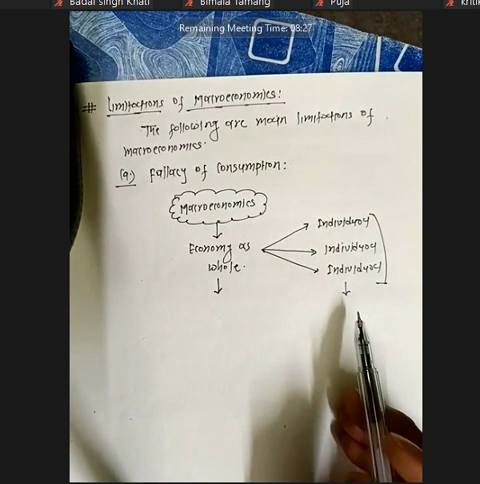 Badal Singh Khati
Bimala Tamang
Puja
kritik
Remaining Meeting Time: 08:27
# Limitations of Macroeconomics:
The following are main limitations of
macroeconomics.
(a.) Fallacy of Consumption:
Macroeconomics
Economy as
whole.
Individual
Individual
Individual